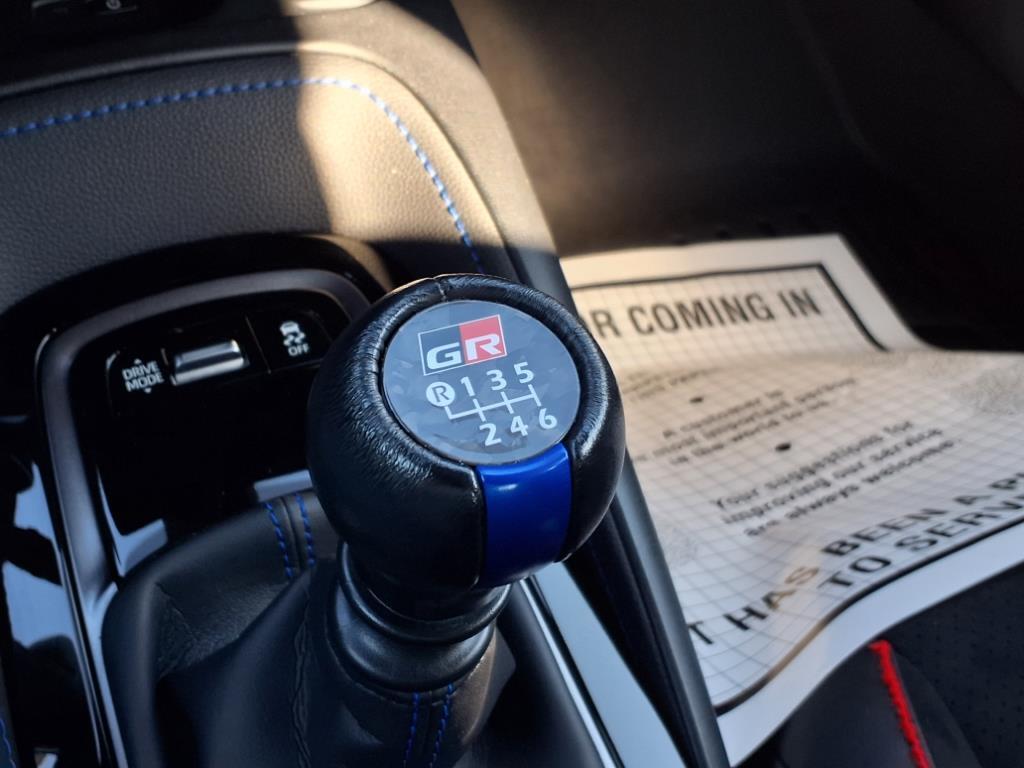 DRIVE
MODE
OFF
GR
R 1 3 5
2 4 6
R COMING IN
A customer is
most important person
in the world to us.
Your suggestions for
improving our service
are always welcome.
T HAS BEEN A
TO SERV